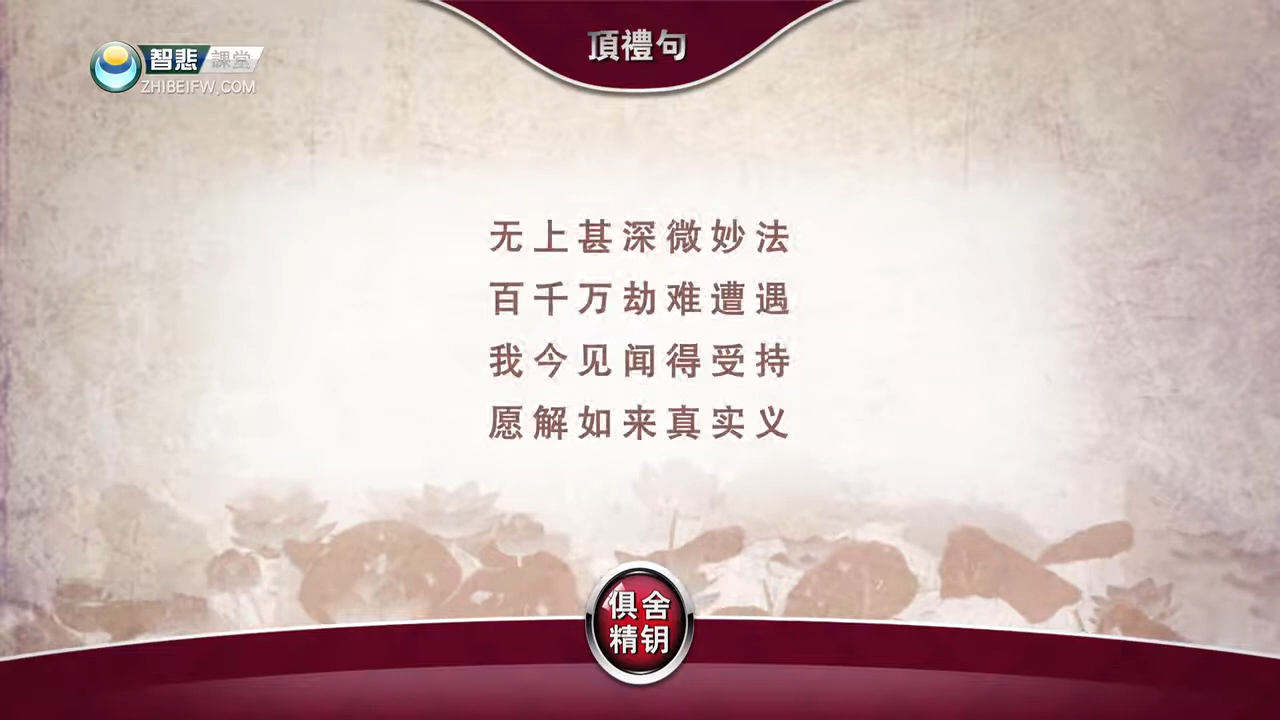 頂禮句
智悲課堂
ZHIBEIFW.COM
无上甚深微妙法
百千万劫难遭遇
我今见闻得受持
愿解如来真实义
俱舍
精钥